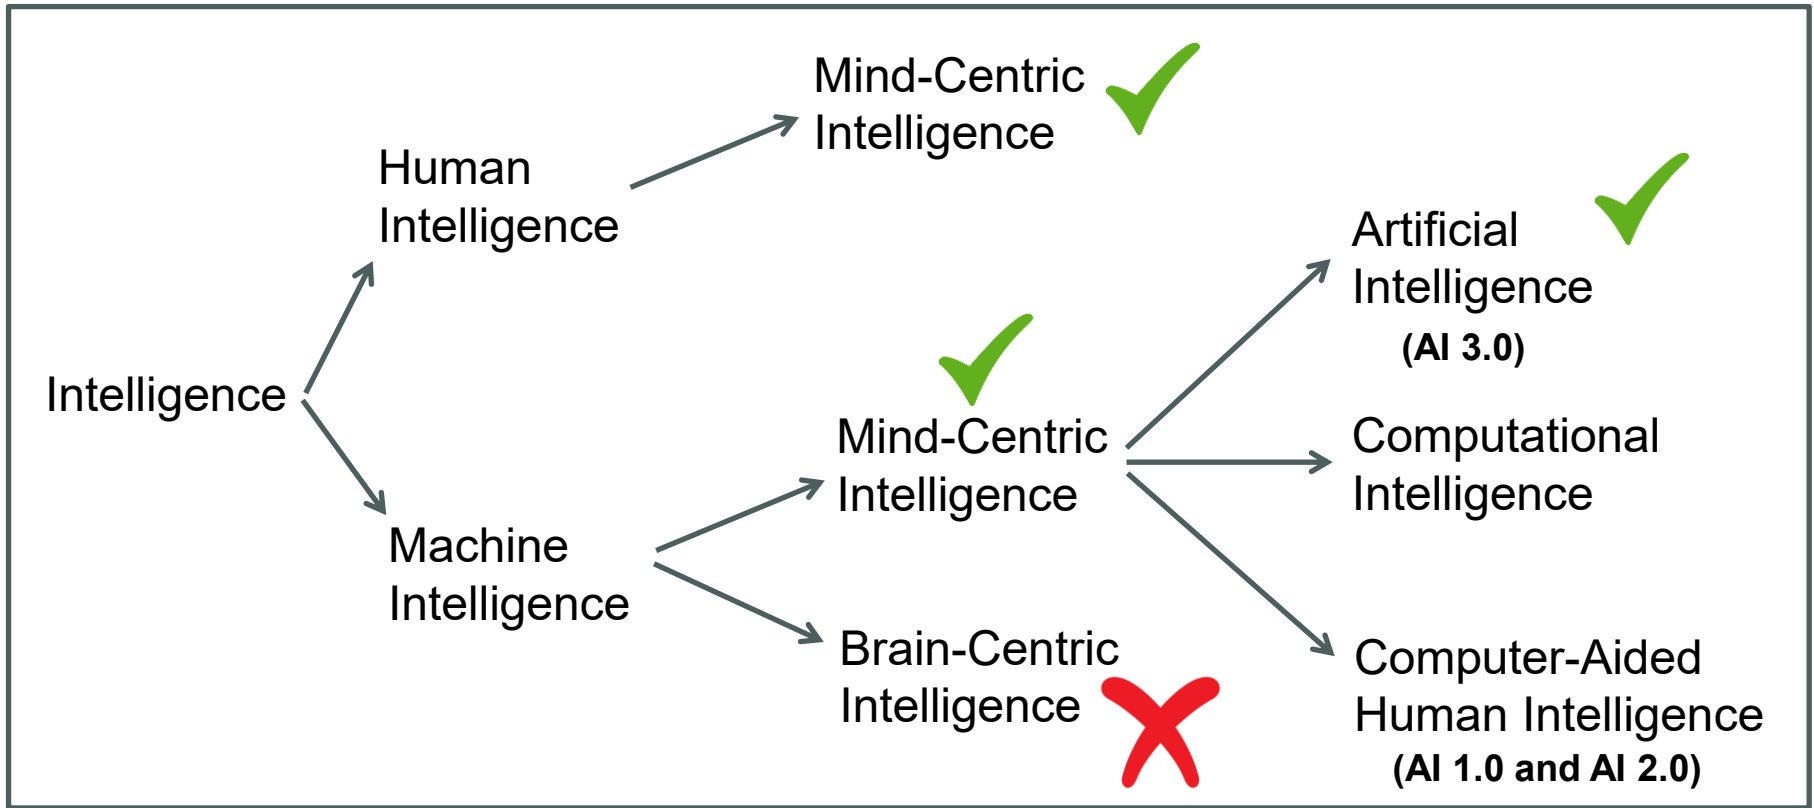 Mind-Centric
Intelligence
Human
Intelligence
Artificial
Intelligence
(AI 3.0)
Intelligence
Mind-Centric
Intelligence
Computational
Intelligence
Machine
Intelligence
Brain-Centric
Intelligence
Computer-Aided
Human Intelligence
(AI 1.0 and AI 2.0)